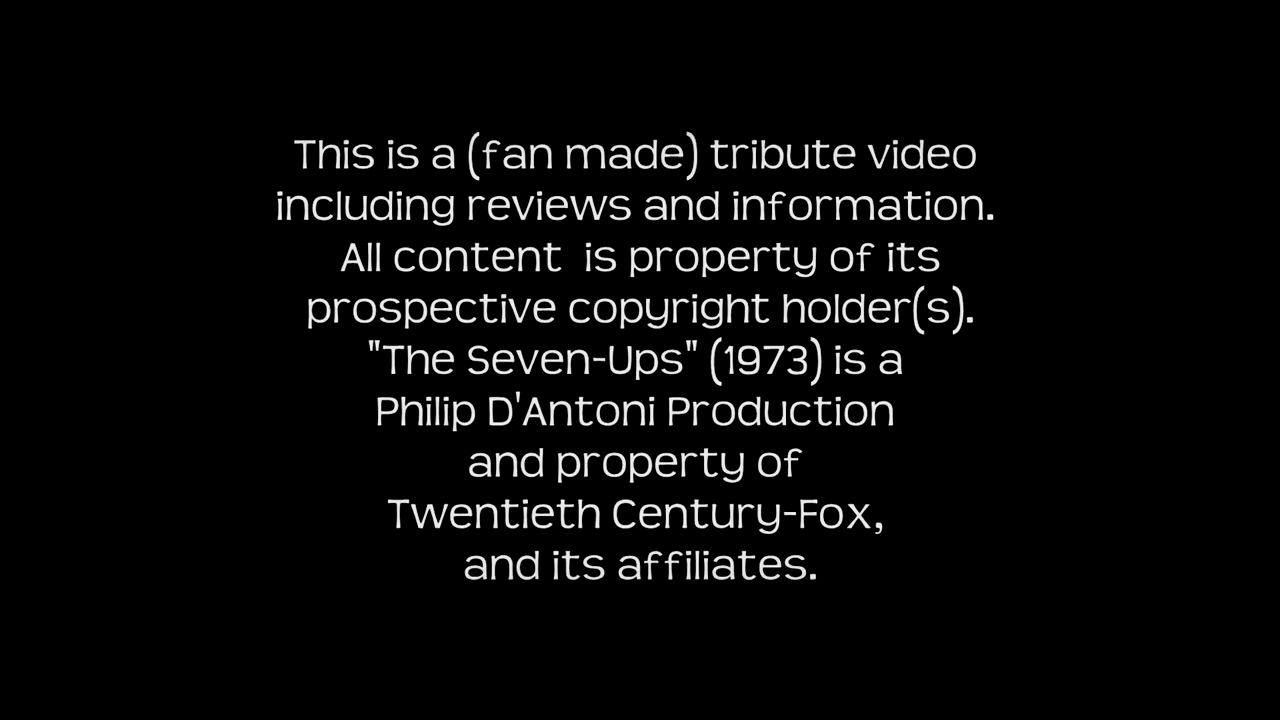 This is a (fan made) tribute video
including reviews and information.
All content  is property of its
prospective copyright holder(s).
"The Seven-Ups" (1973) is a
Philip D'Antoni Production
and property of
Twentieth Century-Fox,
and its affiliates.